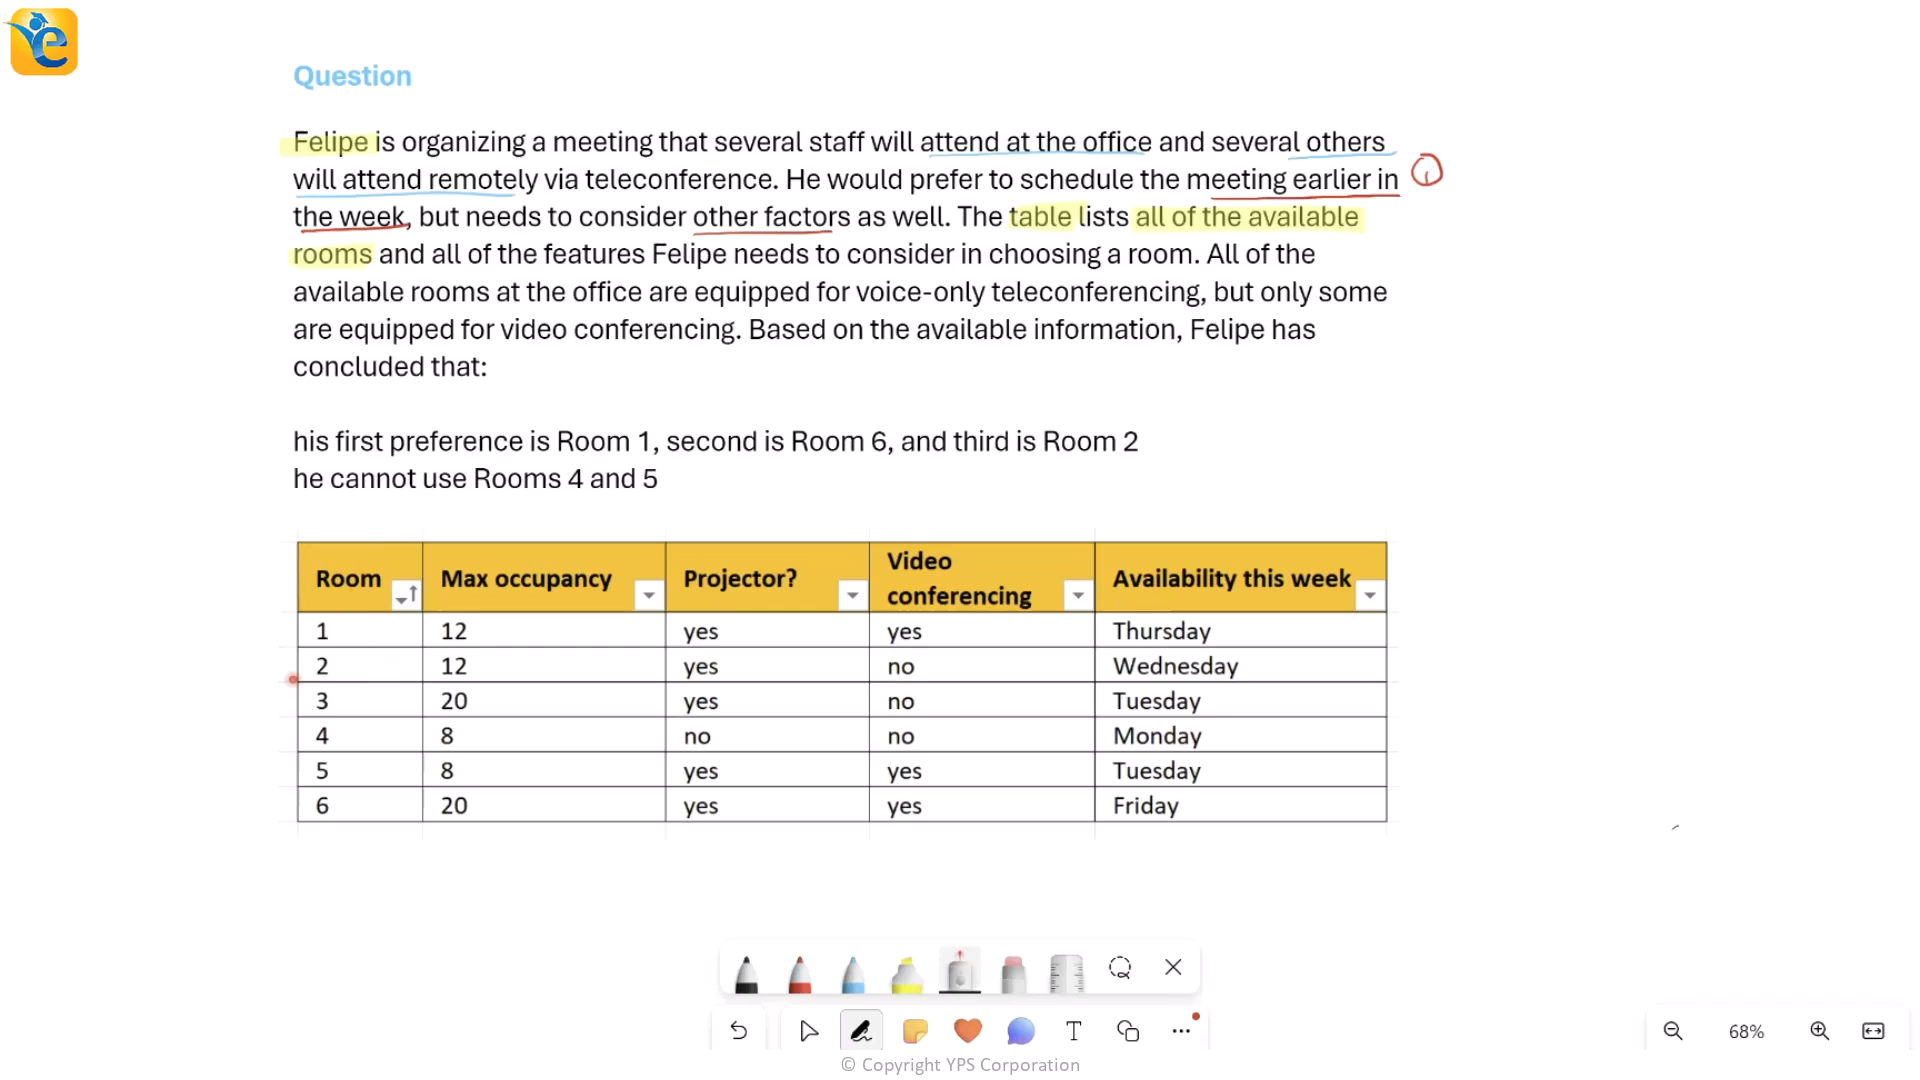 Question
Felipe is organizing a meeting that several staff will attend at the office and several others
will attend remotely via teleconference. He would prefer to schedule the meeting earlier in
the week, but needs to consider other factors as well. The table lists all of the available
rooms and all of the features Felipe needs to consider in choosing a room. All of the
available rooms at the office are equipped for voice-only teleconferencing, but only some
are equipped for video conferencing. Based on the available information, Felipe has
concluded that:
his first preference is Room 1, second is Room 6, and third is Room 2
he cannot use Rooms 4 and 5
Room Max occupancy Projector? Video conferencing Availability this week
1 12 yes yes Thursday
2 12 yes no Wednesday
3 20 yes no Tuesday
4 8 no no Monday
5 8 yes yes Tuesday
6 20 yes yes Friday
68%
© Copyright YPS Corporation